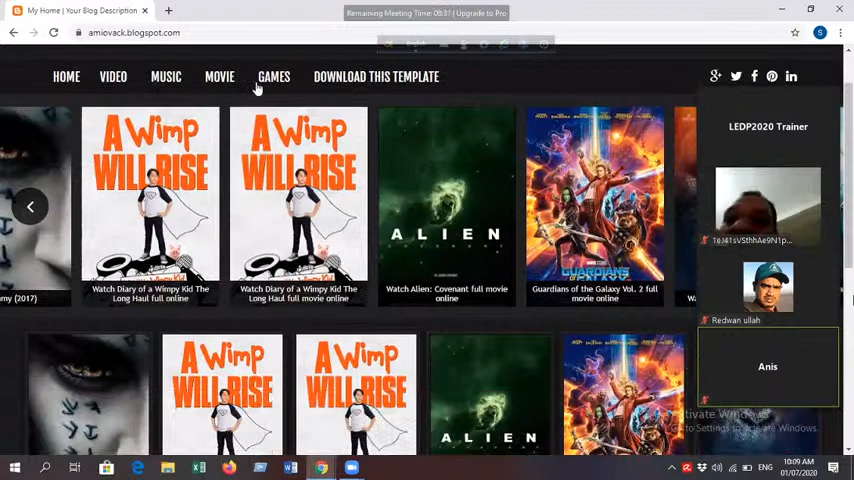 My Home | Your Blog Description
Remaining Meeting Time: 09:37 | Upgrade to Pro
amiovack.blogspot.com
S
HOME VIDEO MUSIC MOVIE GAMES DOWNLOAD THIS TEMPLATE
LEDP2020 Trainer
A Wimp
WILL RISE
A Wimp
WILL RISE
ALIEN
GUARDIANS
OF THE GALAXY
my (2017)
Watch Diary of a Wimpy Kid The
Long Haul full online
Watch Diary of a Wimpy Kid The
Long Haul full movie online
Watch Alien: Covenant full movie
online
Guardians of the Galaxy Vol. 2 full
movie online
1eJ41sVSthhAe9N1p...
Redwan ullah
Anis
A Wimp
WILL RISE
A Wimp
WILL RISE
ALIEN
ctivate Windows
Go to Settings to activate Windows.
ENG
10:09 AM
01/07/2020